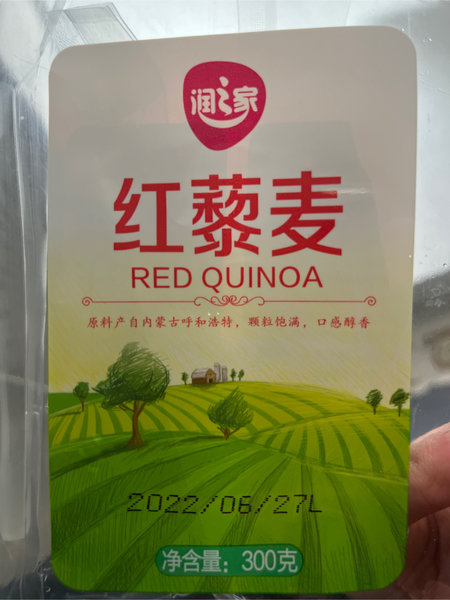 润之家
红藜麦
RED QUINOA
原料产自内蒙古呼和浩特，颗粒饱满，口感醇香
2022/06/27L
净含量：300克